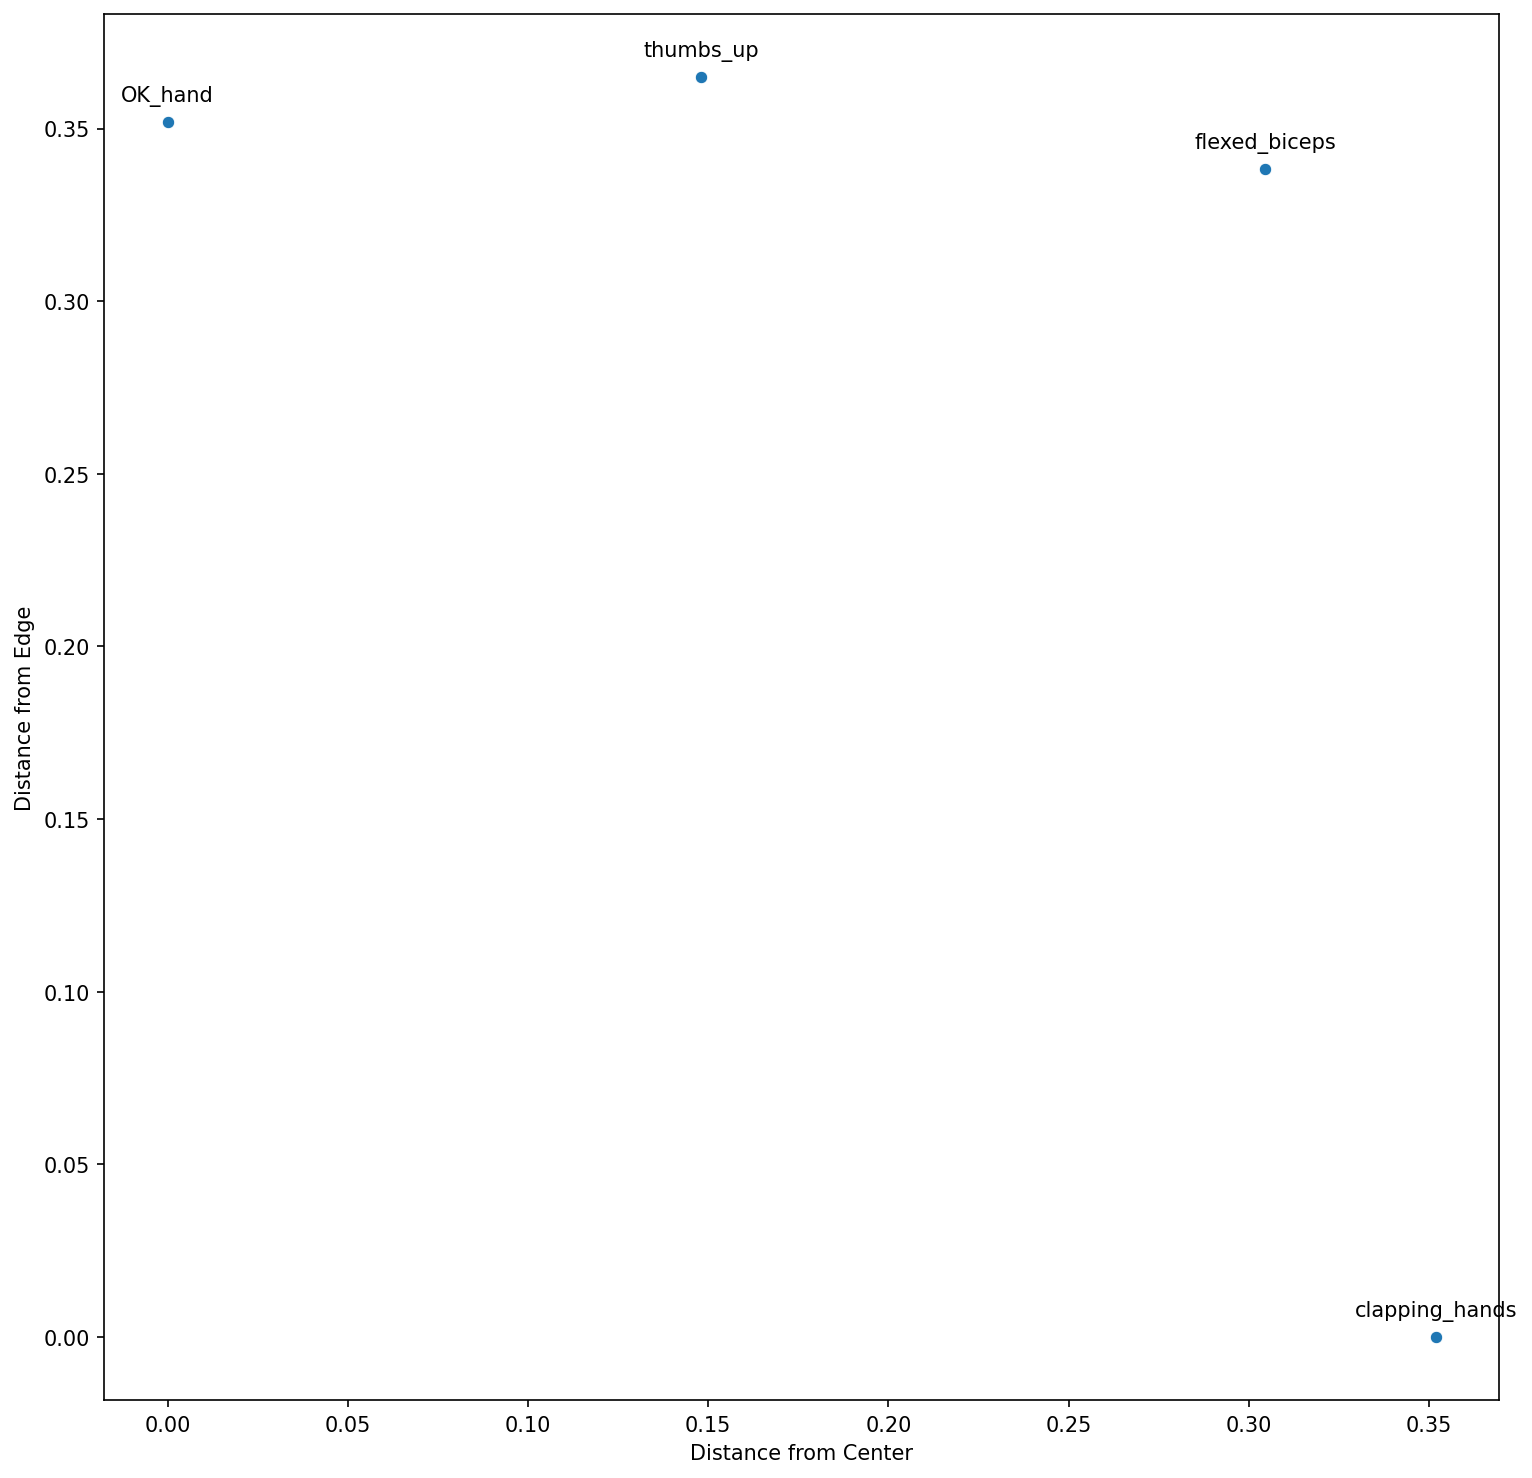 thumbs_up
OK_hand
flexed_biceps
clapping_hands
Distance from Edge
0.35
0.30
0.25
0.20
0.15
0.10
0.05
0.00
0.00 0.05 0.10 0.15 0.20 0.25 0.30 0.35
Distance from Center